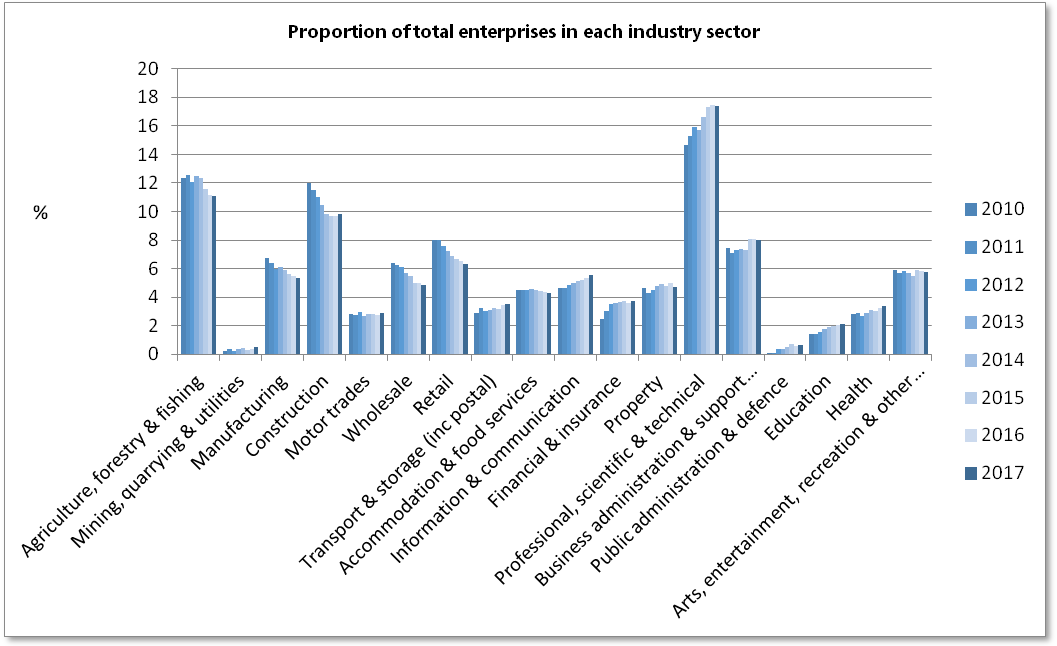 Proportion of total enterprises in each industry sector
20
18
16
14
12
10
8
6
4
2
0
%
Agriculture, forestry & fishing
Mining, quarrying & utilities
Manufacturing
Construction
Motor trades
Wholesale
Retail
Transport & storage (inc postal)
Accommodation & food services
Information & communication
Financial & insurance
Property
Professional, scientific & technical
Business administration & support...
Public administration & defence
Education
Health
Arts, entertainment, recreation & other...
2010
2011
2012
2013
2014
2015
2016
2017